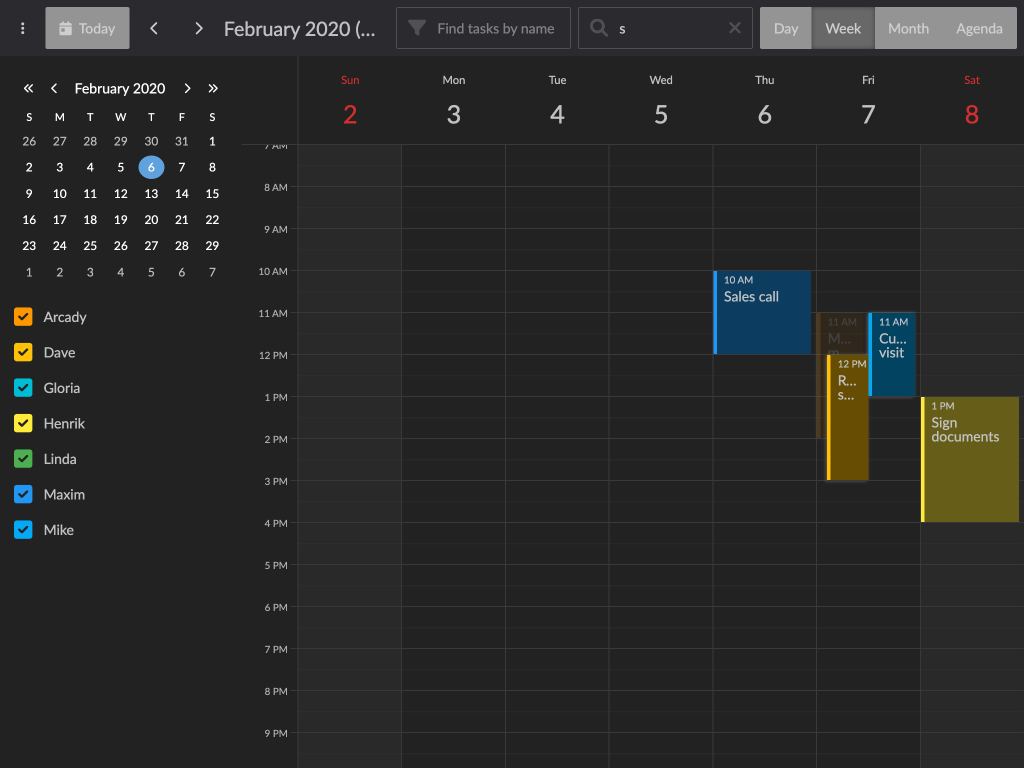 Today
February 2020 (...
Find tasks by name
s
Day
Week
Month
Agenda
February 2020
S M T W T F S
26 27 28 29 30 31 1
2 3 4 5 6 7 8
9 10 11 12 13 14 15
16 17 18 19 20 21 22
23 24 25 26 27 28 29
1 2 3 4 5 6 7
Arcady
Dave
Gloria
Henrik
Linda
Maxim
Mike
Sun Mon Tue Wed Thu Fri Sat
2 3 4 5 6 7 8
7 AM
8 AM
9 AM
10 AM
11 AM
12 PM
1 PM
2 PM
3 PM
4 PM
5 PM
6 PM
7 PM
8 PM
9 PM
10 AM
Sales call
11 AM
M...
12 PM
R...
s...
11 AM
Cu...
visit
1 PM
Sign
documents